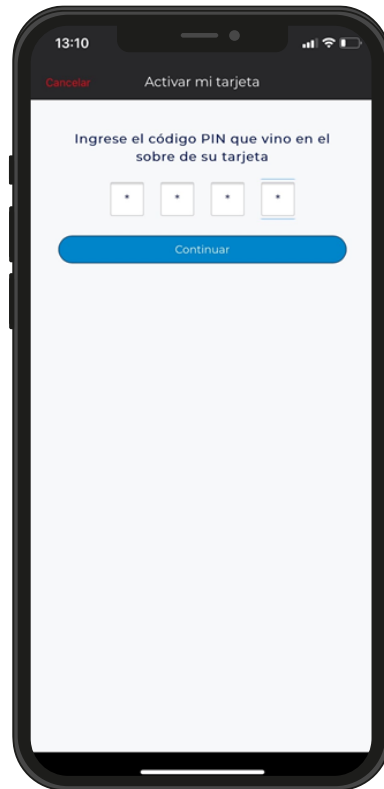 13:10
Cancelar Activar mi tarjeta
Ingrese el código PIN que vino en el
sobre de su tarjeta
* * * *
Continuar